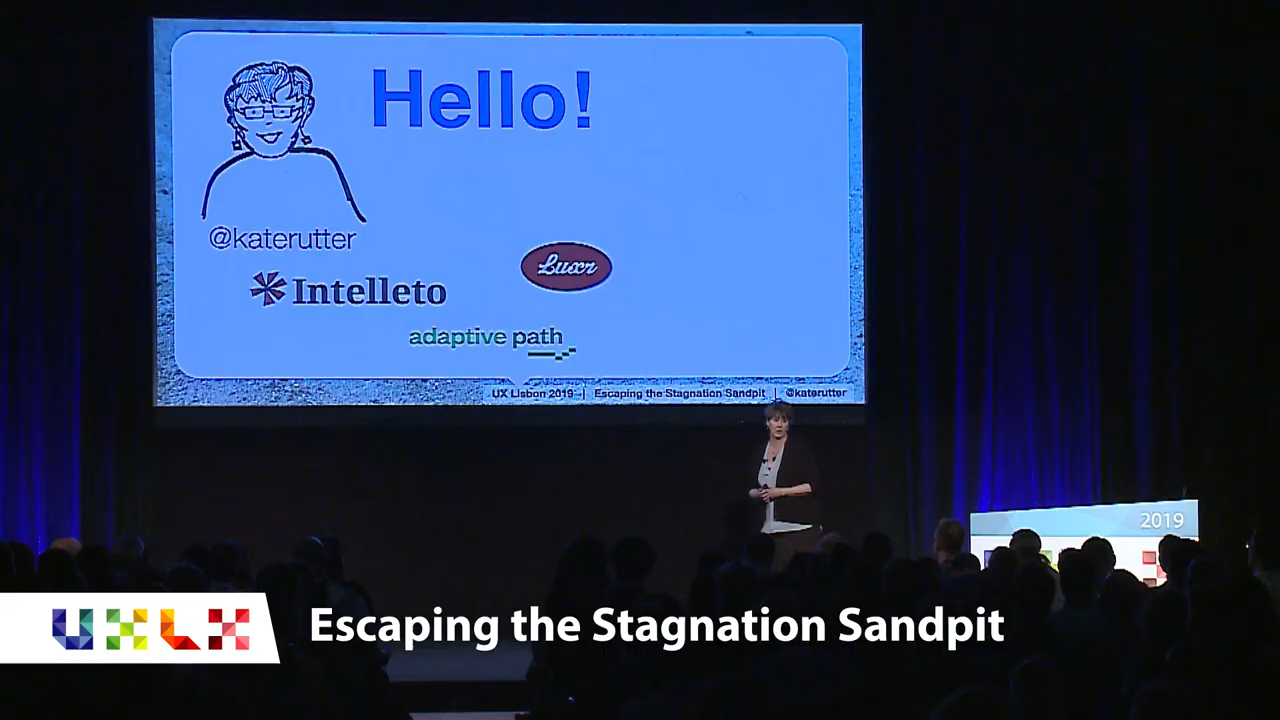 Hello!
@katerutter
Intelleto
Luxr
adaptive path
UX Lisbon 2019 | Escaping the Stagnation Sandpit | @katerutter
2019
UXLX
Escaping the Stagnation Sandpit